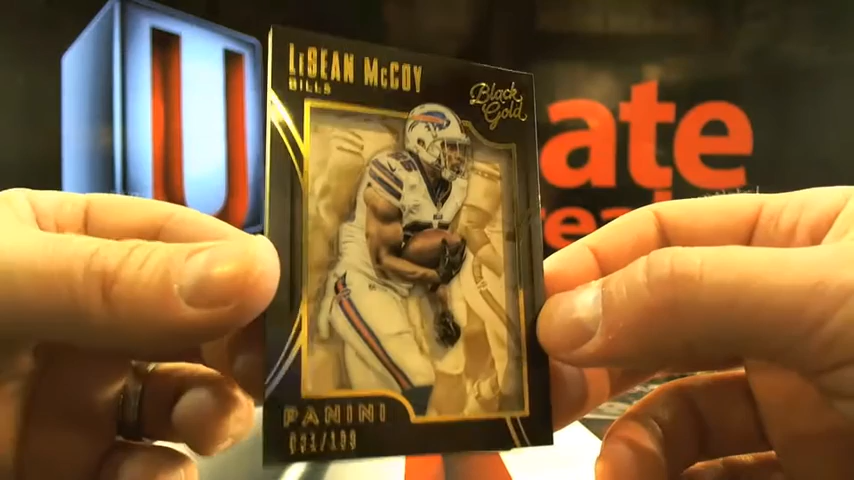 LeSEAN McCOY
BILLS
Black
Gold
PANINI
U
ate